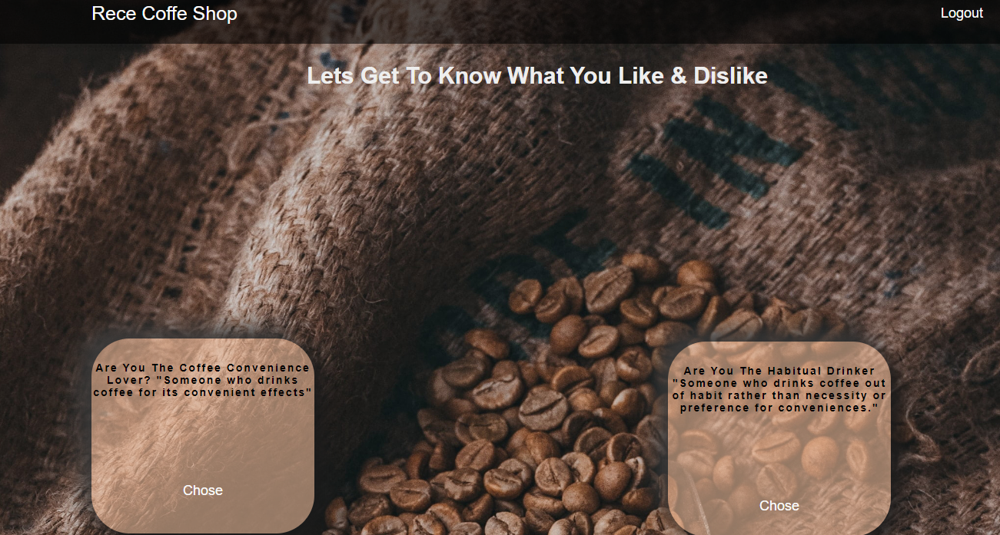 Rece Coffe Shop
Logout
Lets Get To Know What You Like & Dislike
Are You The Coffee Convenience
Lover? "Someone who drinks
coffee for its convenient effects"
Chose
Are You The Habitual Drinker
"Someone who drinks coffee out
of habit rather than necessity or
preference for conveniences."
Chose